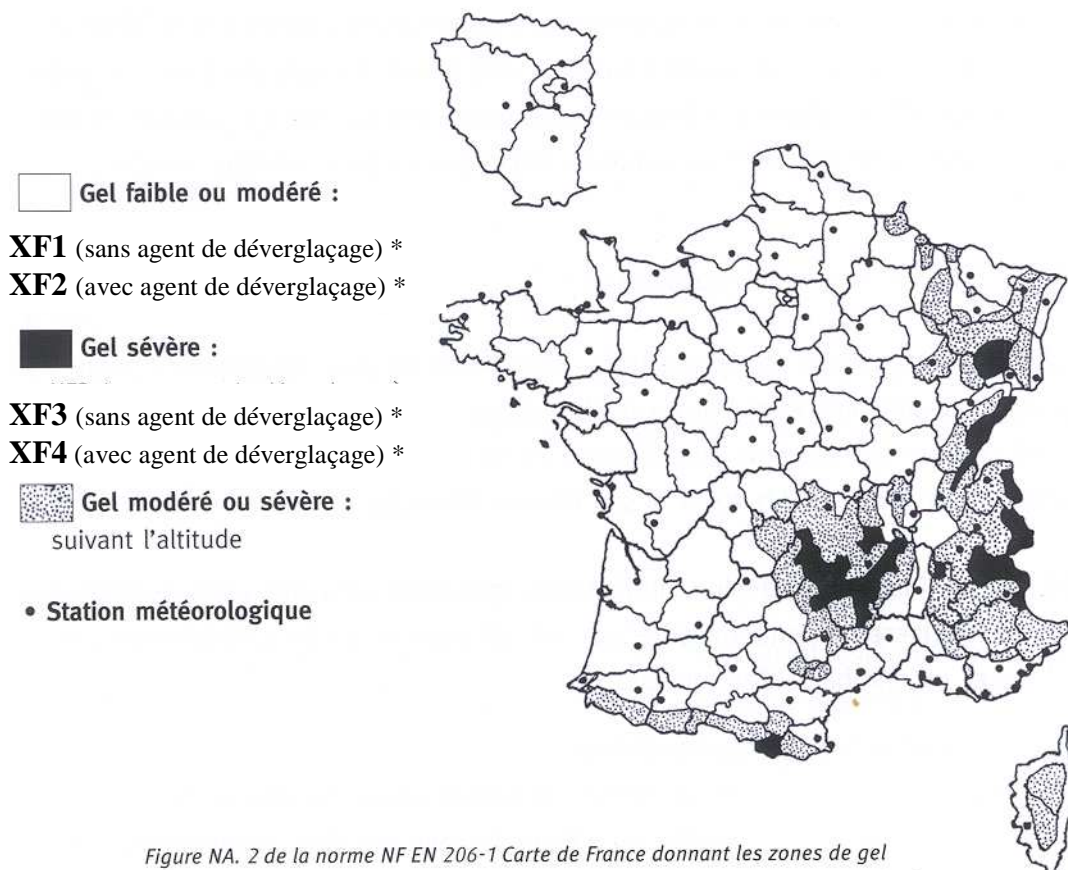 Gel faible ou modéré :
XF1 (sans agent de déverglaçage) *
XF2 (avec agent de déverglaçage) *
Gel sévère :
XF3 (sans agent de déverglaçage) *
XF4 (avec agent de déverglaçage) *
Gel modéré ou sévère :
suivant l'altitude
• Station météorologique
Figure NA. 2 de la norme NF EN 206-1 Carte de France donnant les zones de gel